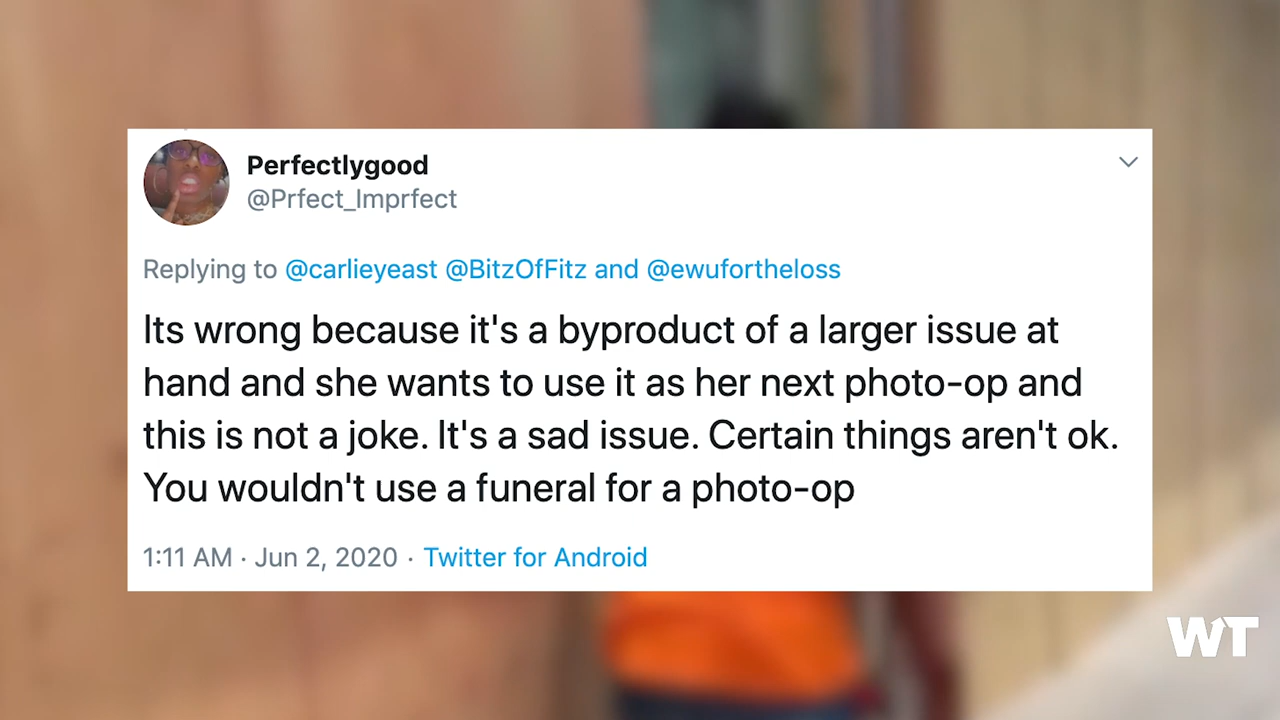 Perfectlygood
@Prfect_Imprfect
Replying to @carlieyeast @BitzOfFitz and @ewufortheloss
Its wrong because it's a byproduct of a larger issue at
hand and she wants to use it as her next photo-op and
this is not a joke. It's a sad issue. Certain things aren't ok.
You wouldn't use a funeral for a photo-op
1:11 AM · Jun 2, 2020 · Twitter for Android
WT